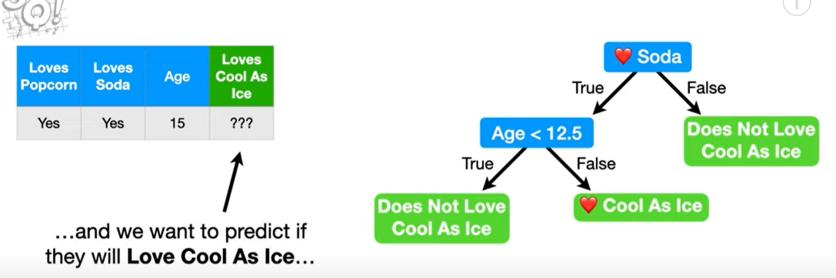 Loves Popcorn
Loves Soda
Age
Loves Cool As Ice
Yes
Yes
15
???
…and we want to predict if
they will Love Cool As Ice…
❤️ Soda
True
False
Age < 12.5
Does Not Love
Cool As Ice
True
False
Does Not Love
Cool As Ice
❤️ Cool As Ice